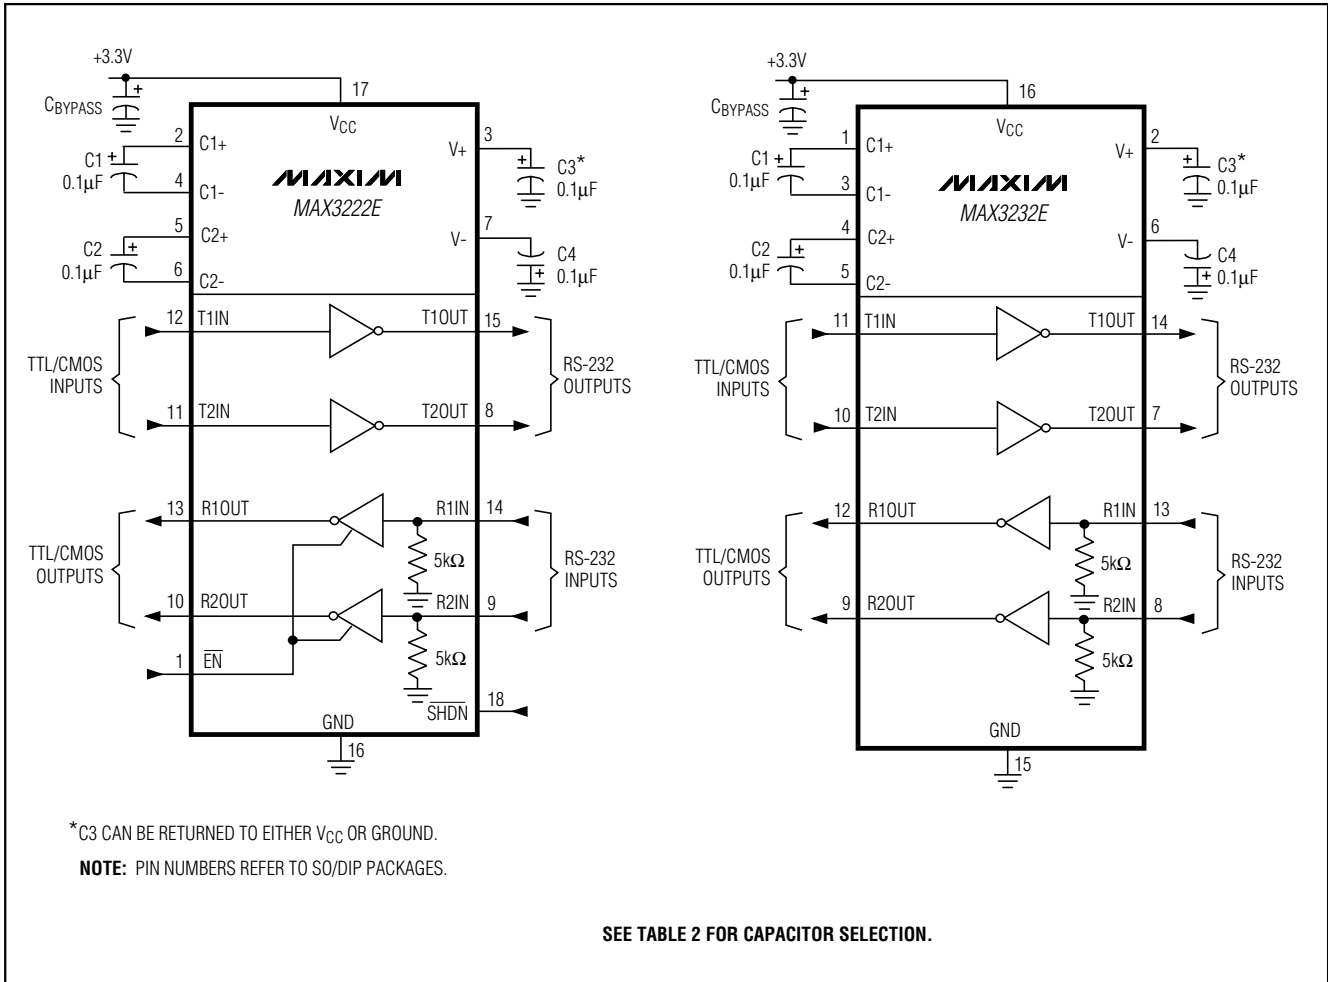 +3.3V
CBYPASS
17
VCC
2 C1+
C1 +
0.1µF
4 C1-
MAXIM
MAX3222E
3
V+
+ C3*
0.1µF
5 C2+
C2 +
0.1µF
6 C2-
7
V-
C4
+ 0.1µF
12 T1IN T1OUT 15
TTL/CMOS
INPUTS
RS-232
OUTPUTS
11 T2IN T2OUT 8
13 R1OUT R1IN 14
TTL/CMOS
OUTPUTS
5kΩ
RS-232
INPUTS
10 R2OUT R2IN 9
1 EN
5kΩ
SHDN 18
GND
16
+3.3V
+
CBYPASS
16
VCC
1 C1+
C1 +
0.1µF
3 C1-
MAXIM
MAX3232E
2
V+
+ C3*
0.1µF
4 C2+
C2 +
0.1µF
5 C2-
6
V-
C4
+ 0.1µF
11 T1IN T1OUT 14
TTL/CMOS
INPUTS
RS-232
OUTPUTS
10 T2IN T2OUT 7
12 R1OUT R1IN 13
TTL/CMOS
OUTPUTS
5kΩ
RS-232
INPUTS
9 R2OUT R2IN 8
5kΩ
GND
15
*C3 CAN BE RETURNED TO EITHER VCC OR GROUND.
NOTE: PIN NUMBERS REFER TO SO/DIP PACKAGES.
SEE TABLE 2 FOR CAPACITOR SELECTION.